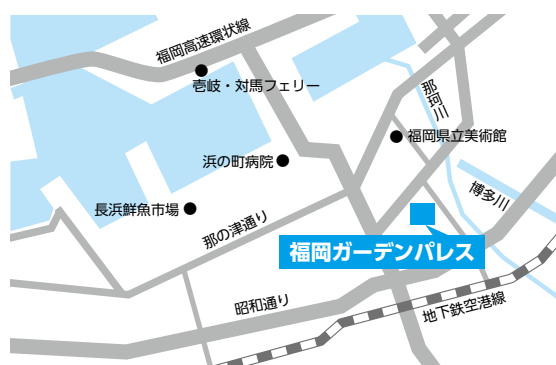 福岡高速環状線
壱岐・対馬フェリー
那珂川
福岡県立美術館
浜の町病院
博多川
長浜鮮魚市場
那の津通り
福岡ガーデンパレス
昭和通り
地下鉄空港線